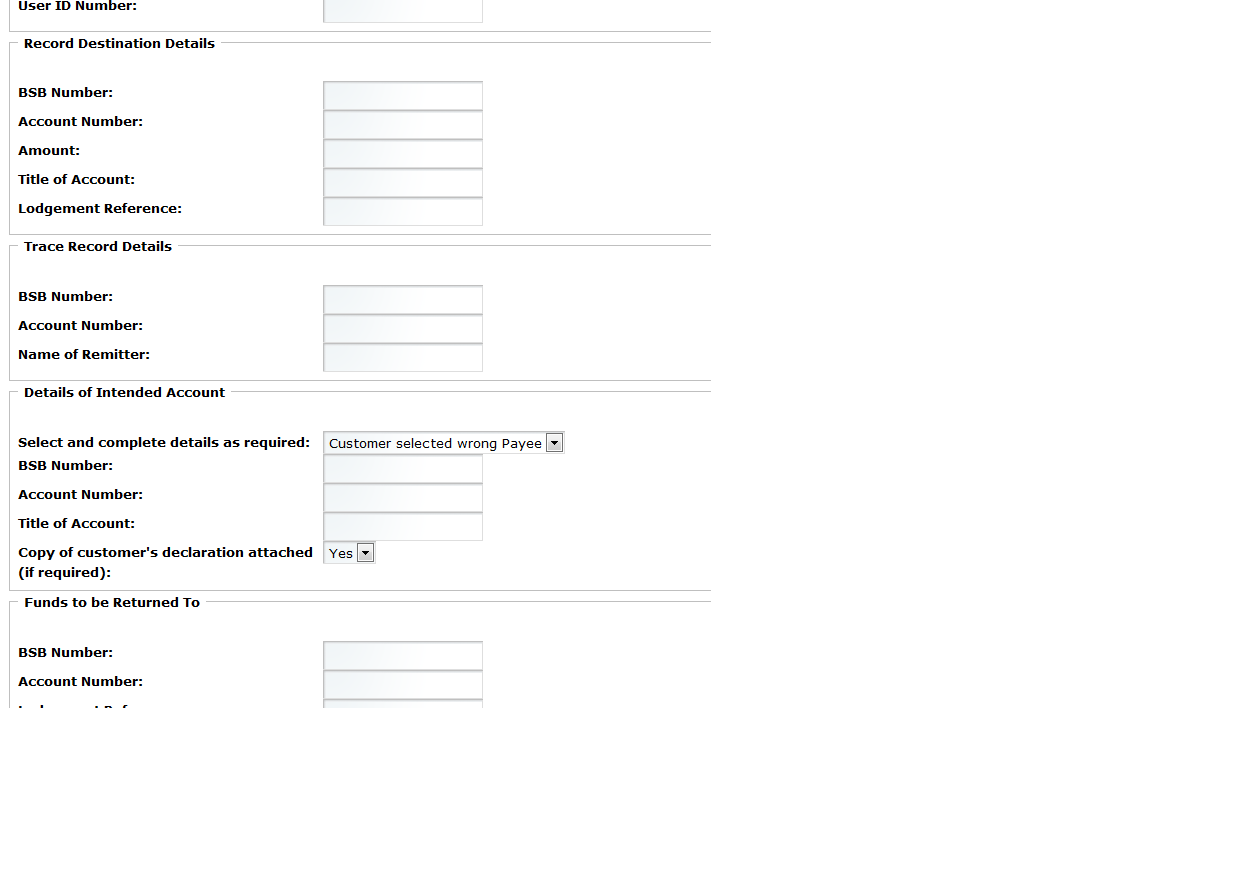 User ID Number:
Record Destination Details
BSB Number:
Account Number:
Amount:
Title of Account:
Lodgement Reference:
Trace Record Details
BSB Number:
Account Number:
Name of Remitter:
Details of Intended Account
Select and complete details as required: Customer selected wrong Payee
BSB Number:
Account Number:
Title of Account:
Copy of customer's declaration attached Yes
(if required):
Funds to be Returned To
BSB Number:
Account Number: